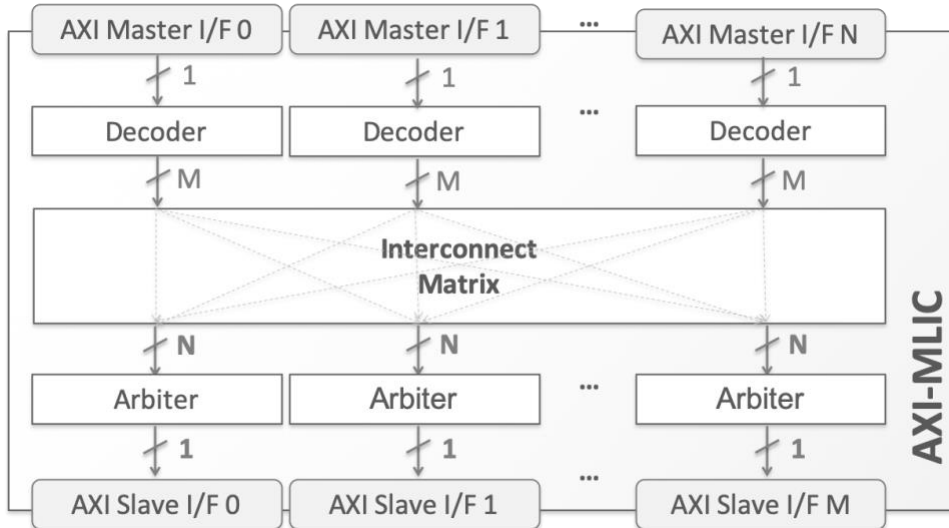 AXI Master I/F 0
AXI Master I/F 1
...
AXI Master I/F N
1
1
1
Decoder
Decoder
...
Decoder
M
M
M
Interconnect
Matrix
N
N
N
Arbiter
Arbiter
...
Arbiter
1
1
1
AXI Slave I/F 0
AXI Slave I/F 1
...
AXI Slave I/F M
AXI-MLIC